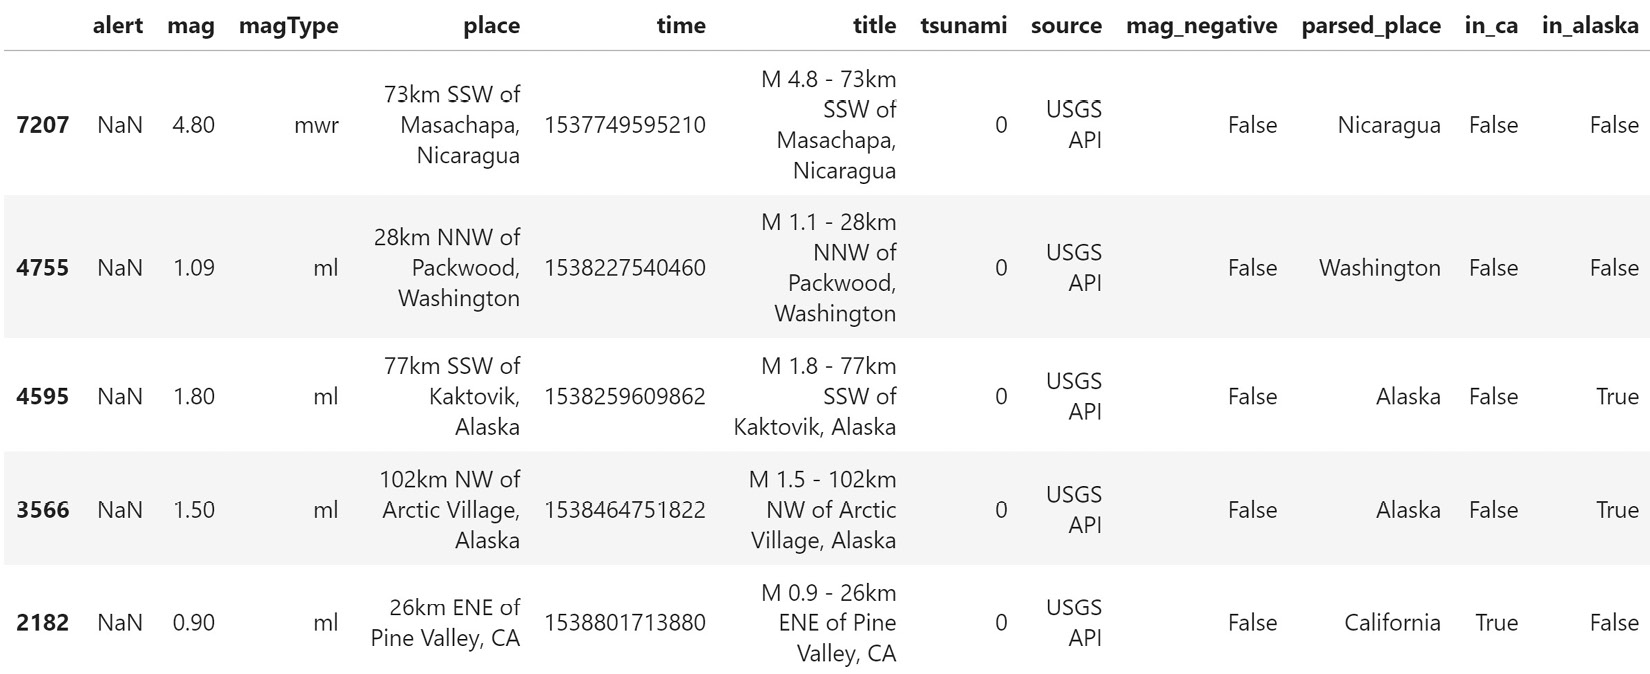 alert mag magType place time title tsunami source mag_negative parsed_place in_ca in_alaska
7207 NaN 4.80 mwr 73km SSW of Masachapa, Nicaragua 1537749595210 M 4.8 - 73km SSW of Masachapa, Nicaragua 0 USGS API False Nicaragua False False
4755 NaN 1.09 ml 28km NNW of Packwood, Washington 1538227540460 M 1.1 - 28km NNW of Packwood, Washington 0 USGS API False Washington False False
4595 NaN 1.80 ml 77km SSW of Kaktovik, Alaska 1538259609862 M 1.8 - 77km SSW of Kaktovik, Alaska 0 USGS API False Alaska False True
3566 NaN 1.50 ml 102km NW of Arctic Village, Alaska 1538464751822 M 1.5 - 102km NW of Arctic Village, Alaska 0 USGS API False Alaska False True
2182 NaN 0.90 ml 26km ENE of Pine Valley, CA 1538801713880 M 0.9 - 26km ENE of Pine Valley, CA 0 USGS API False California True False